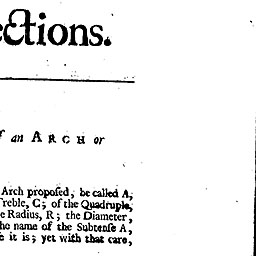 ections.
f an ARCH or
Arch proposed, be called A,
Treble, C; of the Quadruple,
e Radius, R; the Diameter,
he name of the Subtense A,
e it is; yet with that care,